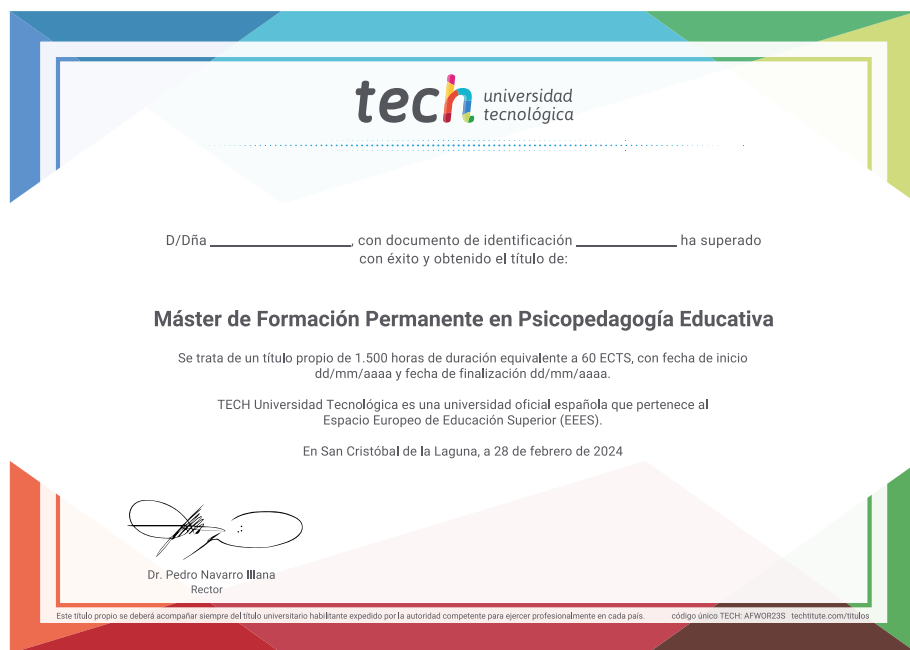 tech universidad
tecnológica
D/Dña ______________, con documento de identificación __________ ha superado
con éxito y obtenido el título de:
Máster de Formación Permanente en Psicopedagogía Educativa
Se trata de un título propio de 1.500 horas de duración equivalente a 60 ECTS, con fecha de inicio
dd/mm/aaaa y fecha de finalización dd/mm/aaaa.
TECH Universidad Tecnológica es una universidad oficial española que pertenece al
Espacio Europeo de Educación Superior (EEES).
En San Cristóbal de la Laguna, a 28 de febrero de 2024
Dr. Pedro Navarro Illana
Rector
Este título propio se deberá acompañar siempre del título universitario habilitante expedido por la autoridad competente para ejercer profesionalmente en cada país. código único TECH: AFWOR23S techtitute.com/titulos